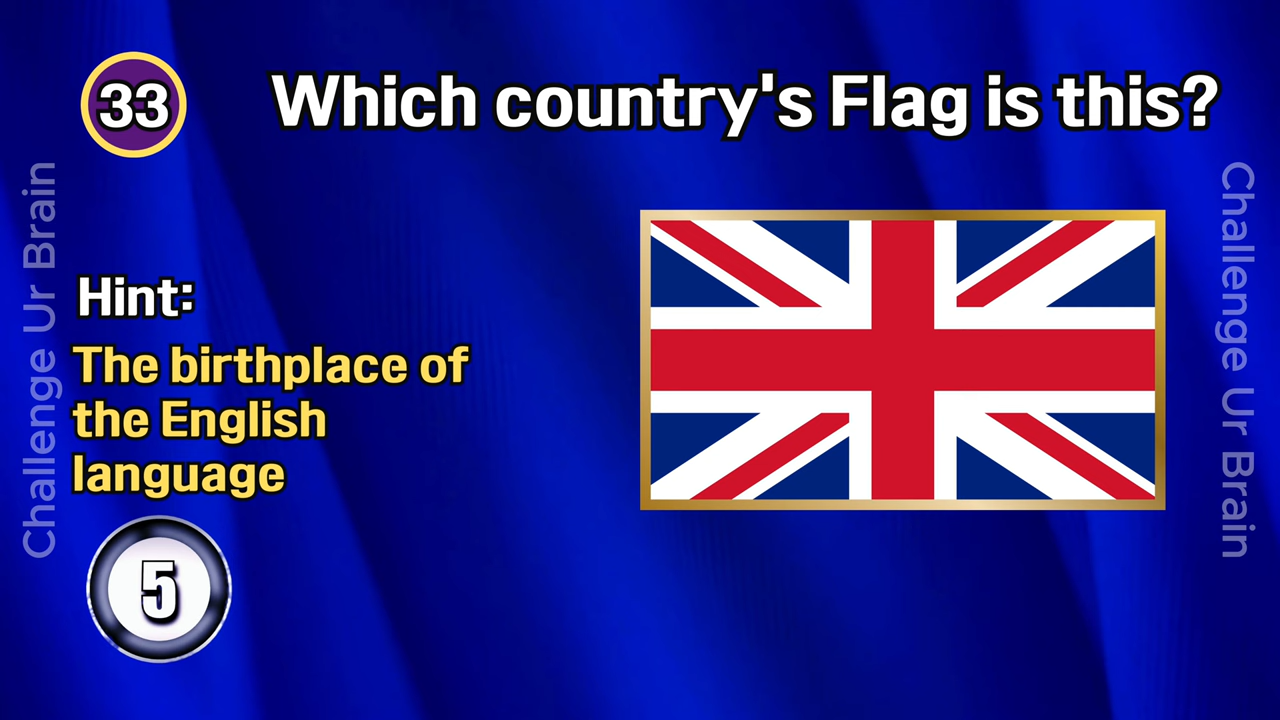 33
Which country's Flag is this?
Challenge Ur Brain
Challenge Ur Brain
Hint:
The birthplace of
the English
language
5